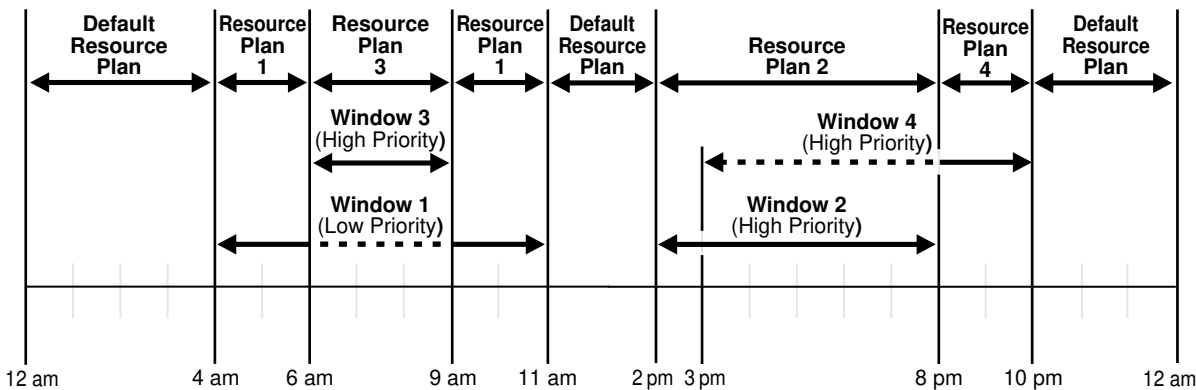 Default
Resource
Plan
Resource
Plan
1
Resource
Plan
3
Resource
Plan
1
Default
Resource
Plan
Resource
Plan 2
Resource
Plan
4
Default
Resource
Plan
Window 3
(High Priority)
Window 4
(High Priority)
Window 1
(Low Priority)
Window 2
(High Priority)
12 am
4 am
6 am
9 am
11 am
2 pm
3 pm
8 pm
10 pm
12 am